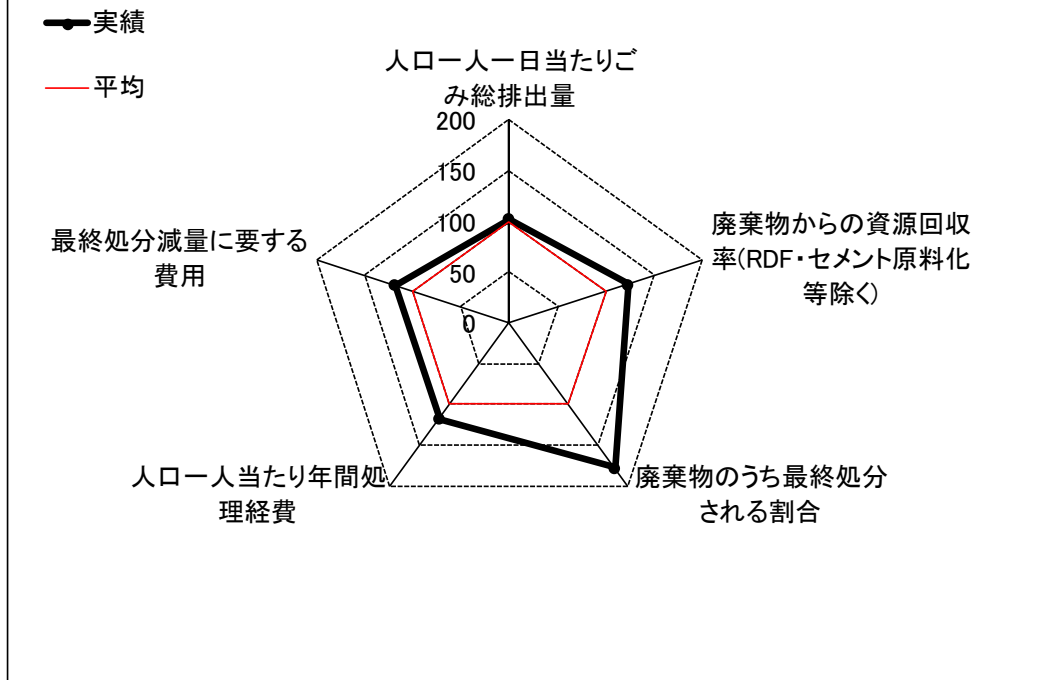 実績
平均
人口一人一日当たりご
み総排出量
200
150
100
50
0
廃棄物からの資源回収
率(RDF・セメント原料化
等除く)
廃棄物のうち最終処分
される割合
人口一人当たり年間処
理経費
最終処分減量に要する
費用